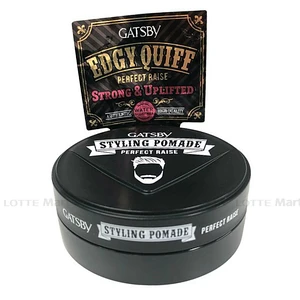 GATSBY
EDGY QUIFF
PERFECT RAISE
STRONG & UPLIFTED
GATSBY
STYLING POMADE
PERFECT RAISE
GATSBY STYLING POMADE PERFECT RAISE
LOTTE Mart
LOTTE Mart